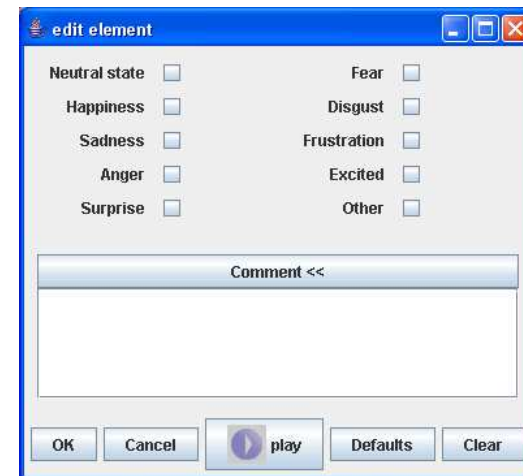 edit element
Neutral state Fear
Happiness Disgust
Sadness Frustration
Anger Excited
Surprise Other
Comment <<
OK Cancel play Defaults Clear